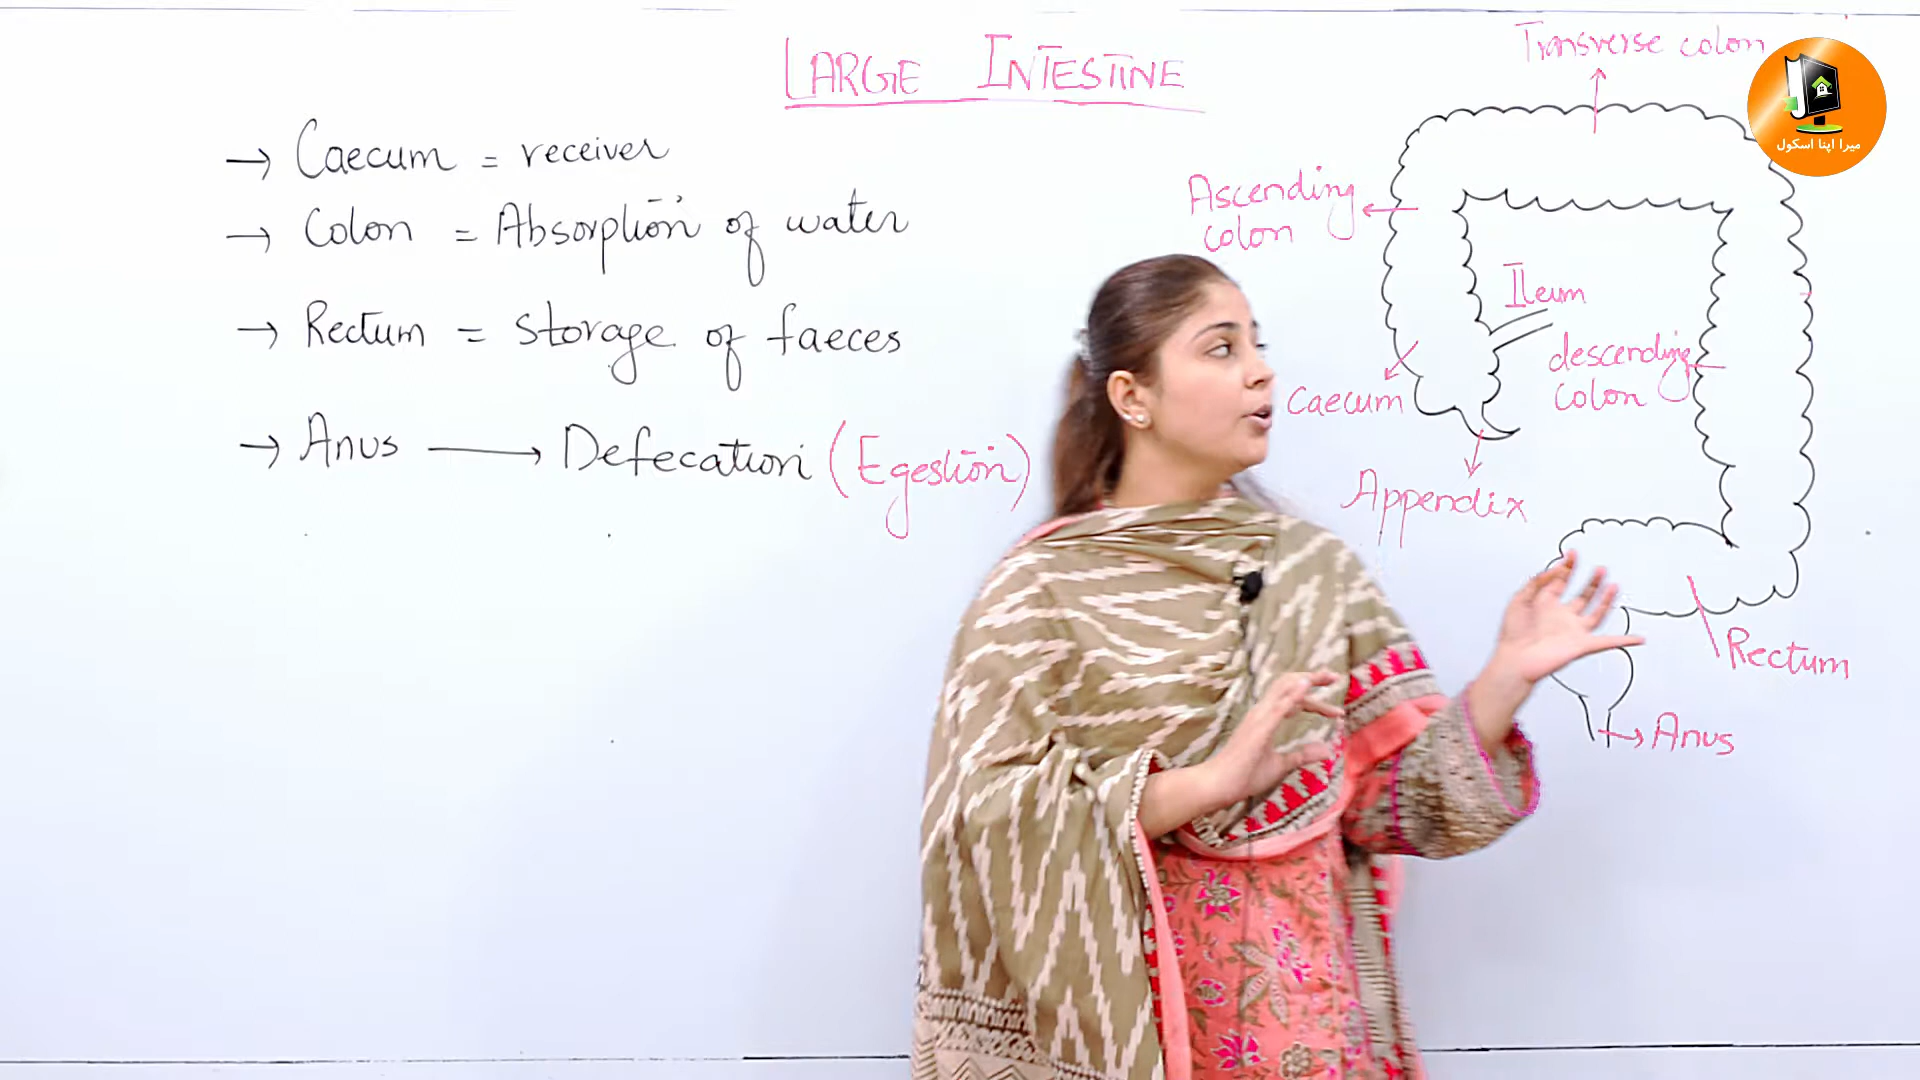 LARGE INTESTINE
→ Caecum = receiver
→ Colon = Absorption of water
→ Rectum = storage of faeces
→ Anus → Defecation (Egestion)
Transverse colon
میرا اپنا اسکول
Ascending
colon
Ileum
descending
colon
Caecum
Appendix
Rectum
Anus